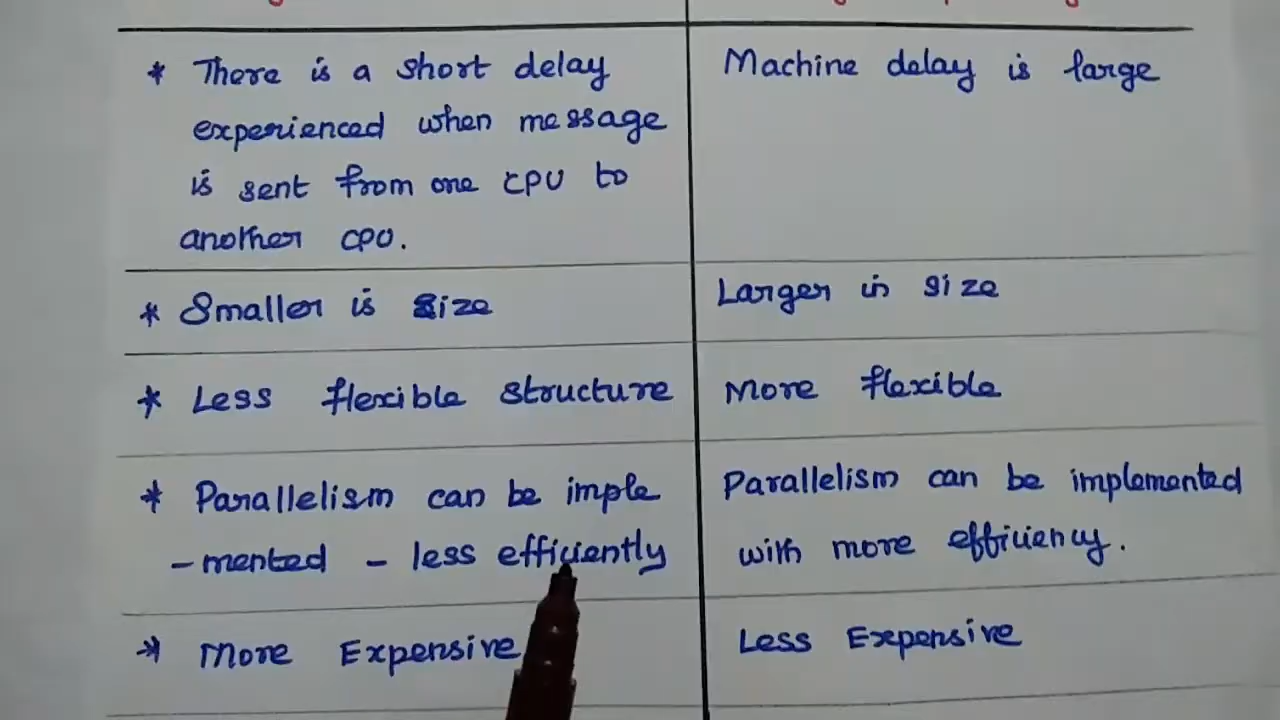 * There is a short delay
experienced when message
is sent from one CPU to
another CPU.
Machine delay is large
* Smaller is size
Larger in size
* Less flexible structure
More flexible
* Parallelism can be imple
-mented - less efficiently
Parallelism can be implemented
with more efficiency.
* More Expensive
Less Expensive